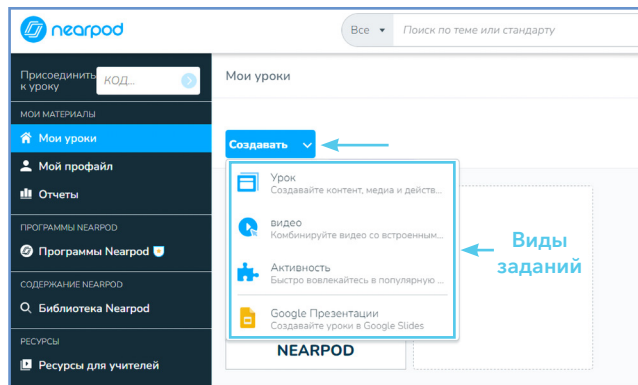 nearpod
Все
Поиск по теме или стандарту
Присоединить
к уроку
КОД...
Мои уроки
МОИ МАТЕРИАЛЫ
Мои уроки
Мой профайл
Отчеты
ПРОГРАММЫ NEARPOD
Программы Nearpod
СОДЕРЖАНИЕ NEARPOD
Библиотека Nearpod
РЕСУРСЫ
Ресурсы для учителей
Создавать
Урок
Создавайте контент, медиа и действ...
видео
Комбинируйте видео со встроенным...
Активность
Быстро вовлекайтесь в популярную ...
Google Презентации
Создавайте уроки в Google Slides
NEARPOD
Виды
заданий